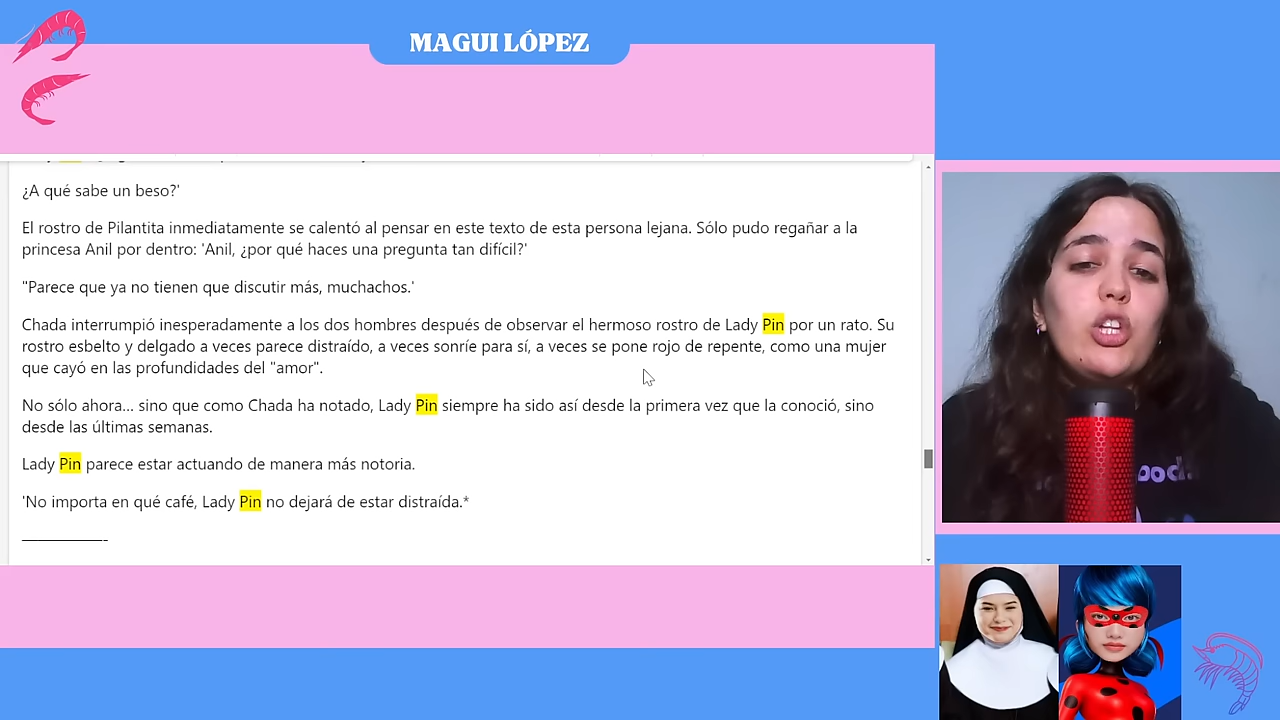 MAGUI LÓPEZ
¿A qué sabe un beso?'
El rostro de Pilantita inmediatamente se calentó al pensar en este texto de esta persona lejana. Sólo pudo regañar a la
princesa Anil por dentro: 'Anil, ¿por qué haces una pregunta tan difícil?'
"Parece que ya no tienen que discutir más, muchachos.'
Chada interrumpió inesperadamente a los dos hombres después de observar el hermoso rostro de Lady Pin por un rato. Su
rostro esbelto y delgado a veces parece distraído, a veces sonríe para sí, a veces se pone rojo de repente, como una mujer
que cayó en las profundidades del "amor".
No sólo ahora... sino que como Chada ha notado, Lady Pin siempre ha sido así desde la primera vez que la conoció, sino
desde las últimas semanas.
Lady Pin parece estar actuando de manera más notoria.
'No importa en qué café, Lady Pin no dejará de estar distraída.*